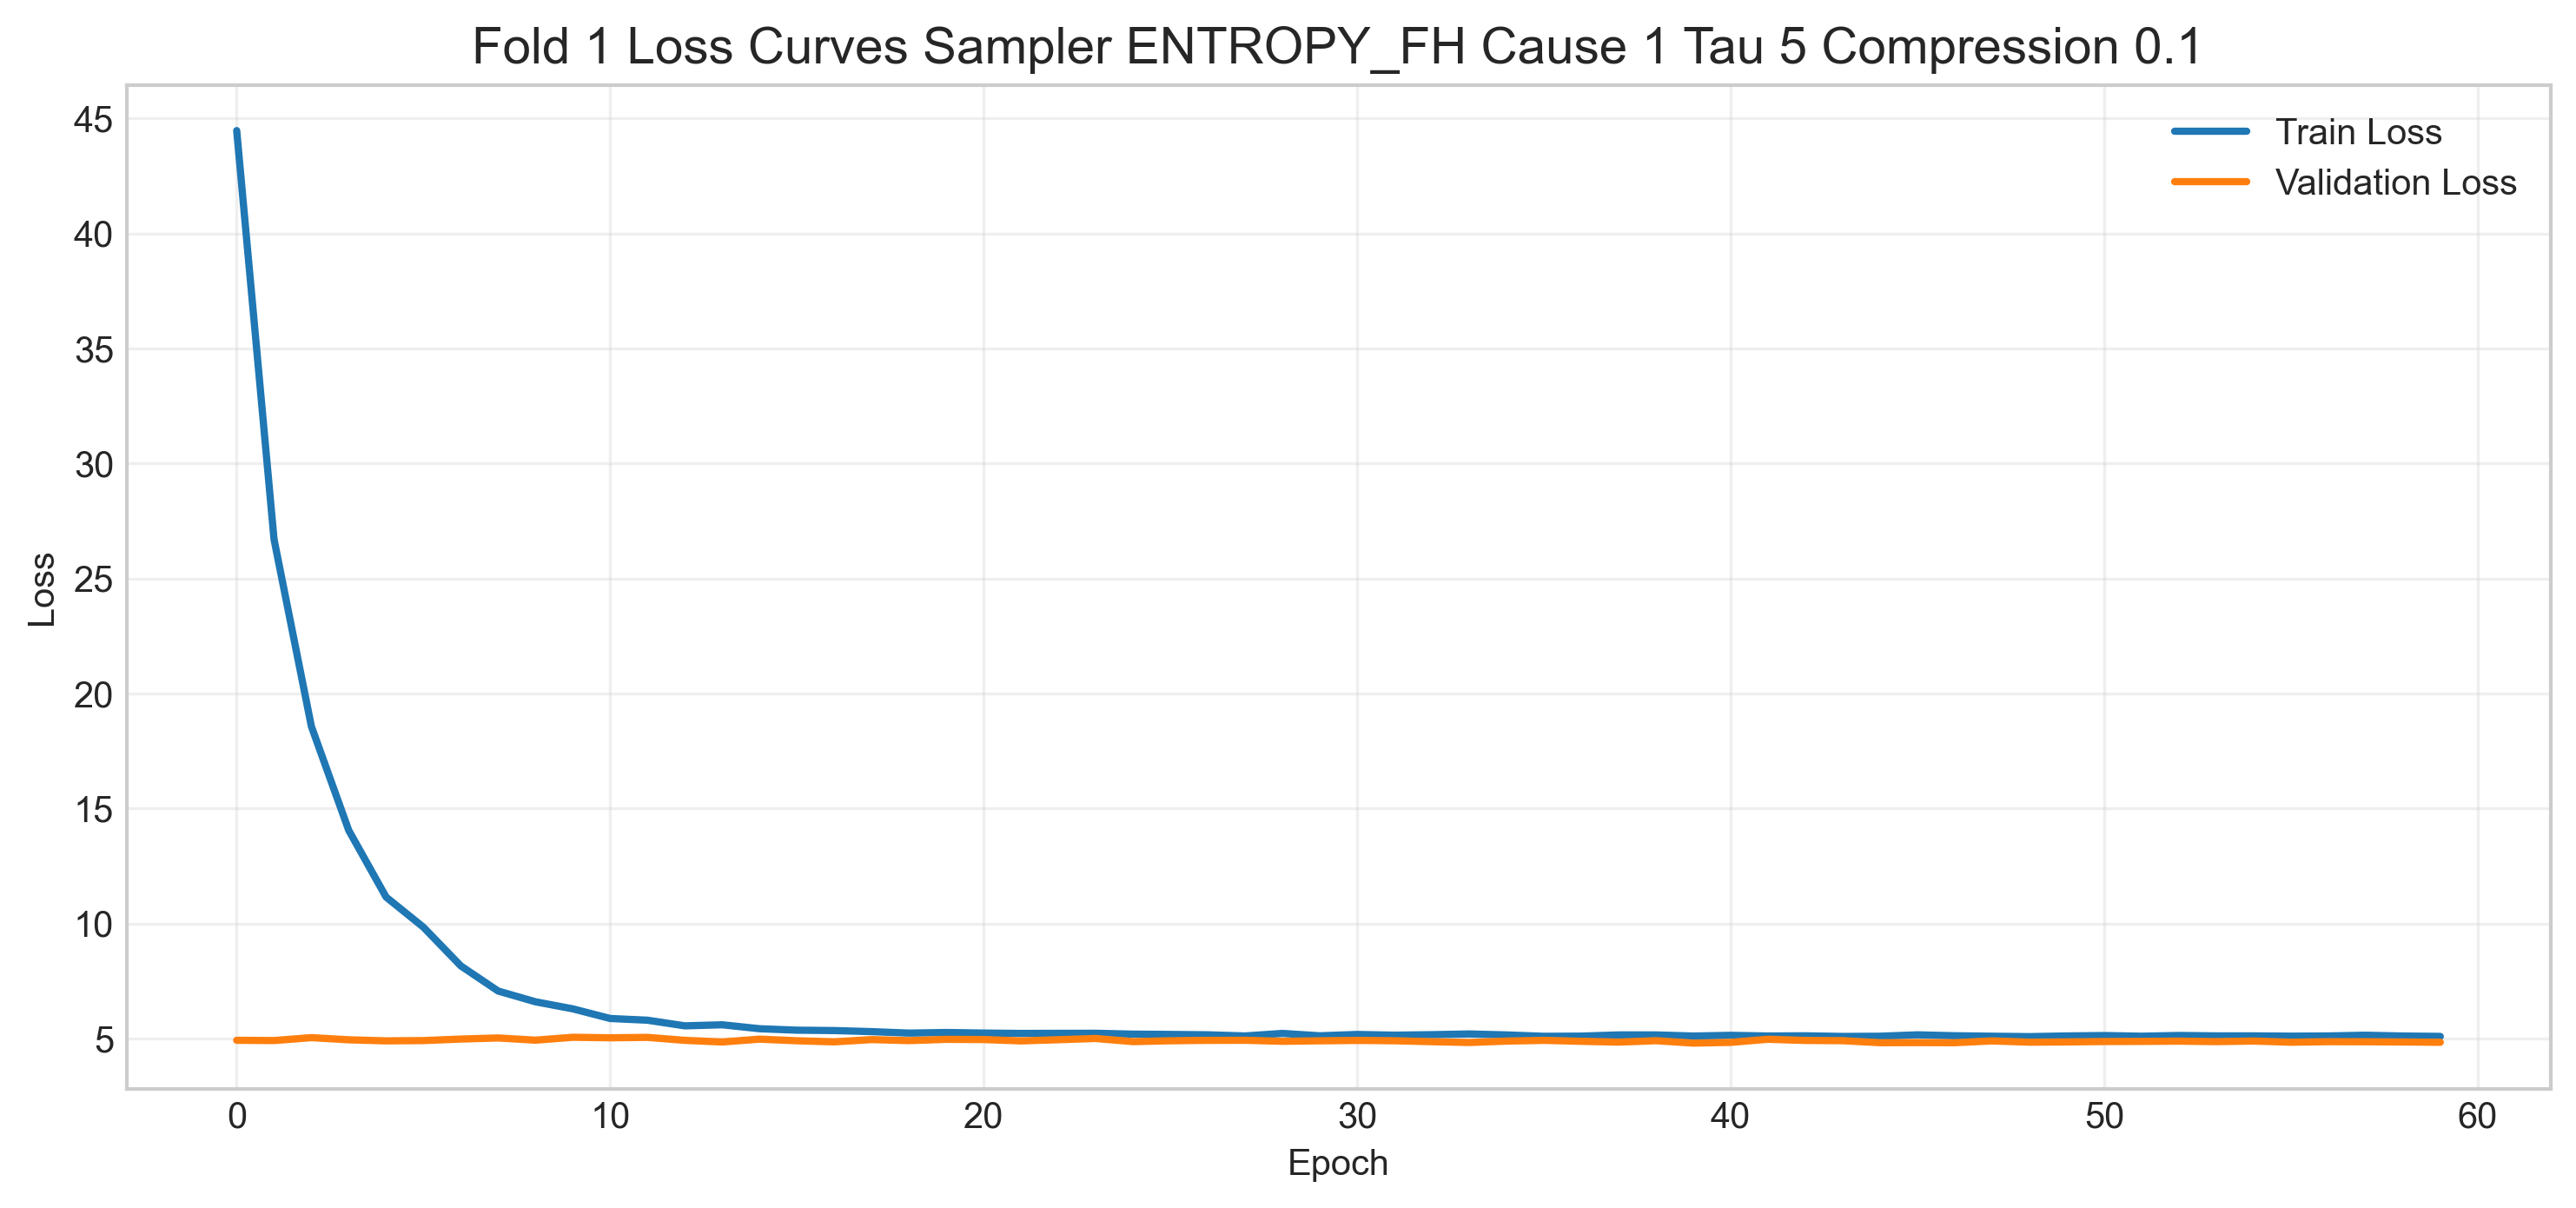 Fold 1 Loss Curves Sampler ENTROPY_FH Cause 1 Tau 5 Compression 0.1
45
40
35
30
25
20
15
10
5
Loss
Train Loss
Validation Loss
0 10 20 30 40 50 60
Epoch